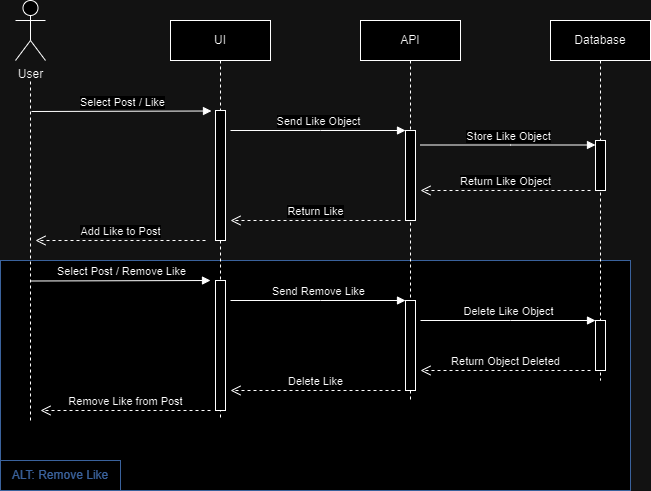 User
UI
API
Database
Select Post / Like
Send Like Object
Store Like Object
Return Like Object
Return Like
Add Like to Post
Select Post / Remove Like
Send Remove Like
Delete Like Object
Return Object Deleted
Delete Like
Remove Like from Post
ALT: Remove Like